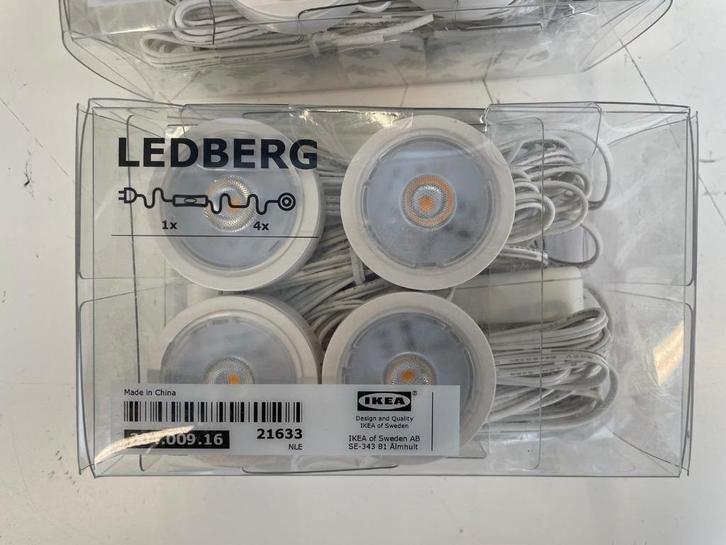 LEDBERG
1x 4x
Made in China
.009.16
21633
NLE
IKEA
Design and Quality
IKEA of Sweden
IKEA of Sweden AB
SE-343 81 Älmhult